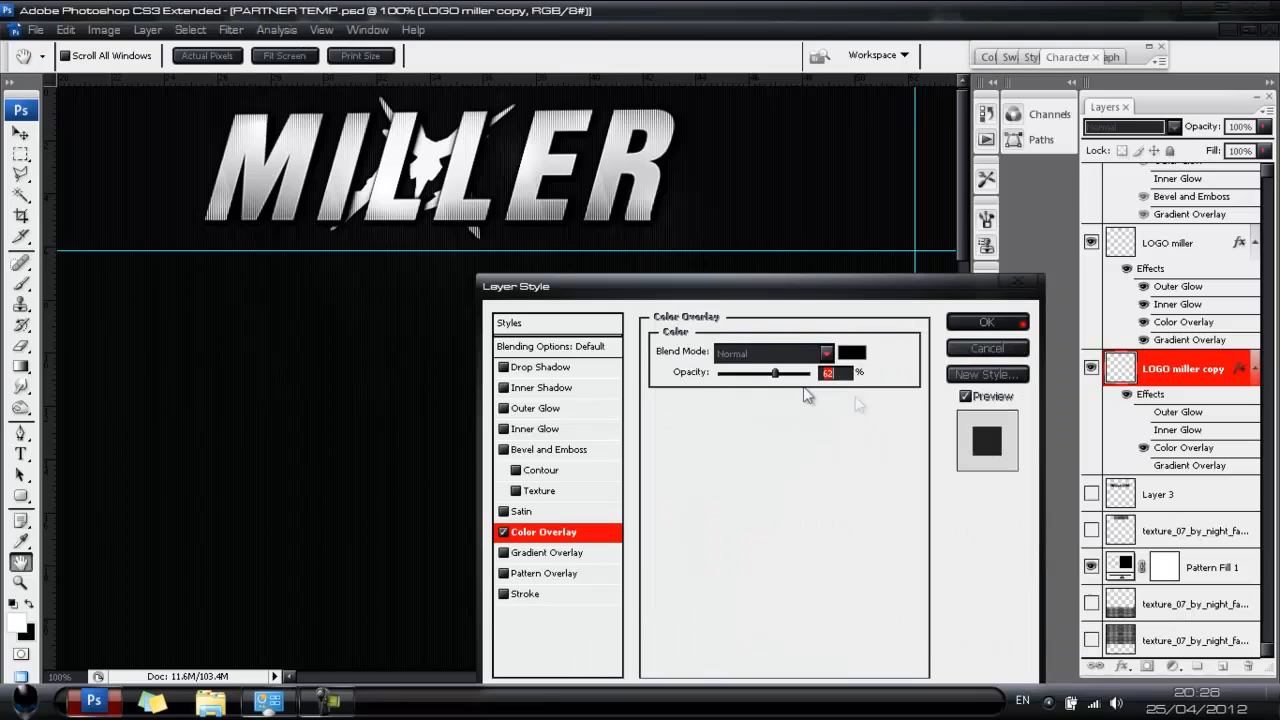 Adobe Photoshop CS3 Extended - [PARTNER TEMP.psd @ 100% (LOGO miller copy, RGB/8#)]
File Edit Image Layer Select Filter Analysis View Window Help
Scroll All Windows Actual Pixels Fit Screen Print Size Workspace
Character
MILLER
Channels
Paths
Layers
Normal Opacity: 100%
Lock: Fill: 100%
Inner Glow
Bevel and Emboss
Gradient Overlay
LOGO miller
Effects
Outer Glow
Inner Glow
Color Overlay
Gradient Overlay
LOGO miller copy
Effects
Outer Glow
Inner Glow
Color Overlay
Gradient Overlay
Layer 3
texture_07_by_night_fa...
Pattern Fill 1
texture_07_by_night_fa...
texture_07_by_night_fa...
Layer Style
Styles
Blending Options: Default
Drop Shadow
Inner Shadow
Outer Glow
Inner Glow
Bevel and Emboss
Contour
Texture
Satin
Color Overlay
Gradient Overlay
Pattern Overlay
Stroke
Color Overlay
Color
Blend Mode: Normal
Opacity: 62 %
OK
Cancel
New Style...
Preview
100% Doc: 11.6M/103.4M
Ps
EN
20:28
25/04/2012